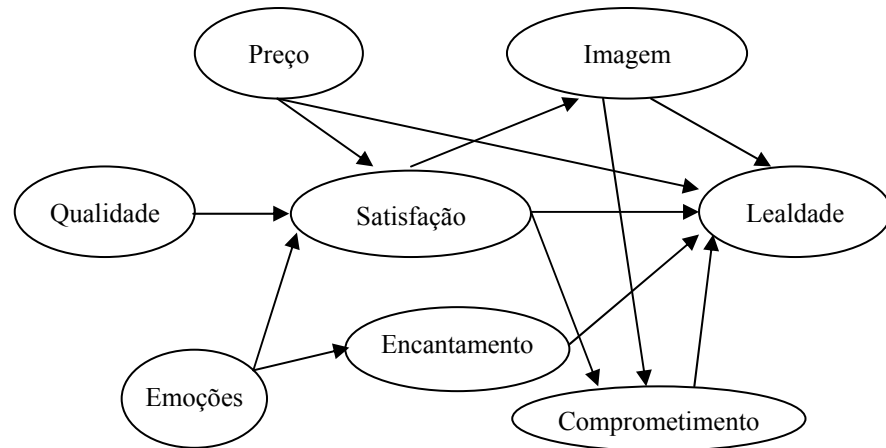 Preço
Imagem
Qualidade
Satisfação
Lealdade
Encantamento
Emoções
Comprometimento